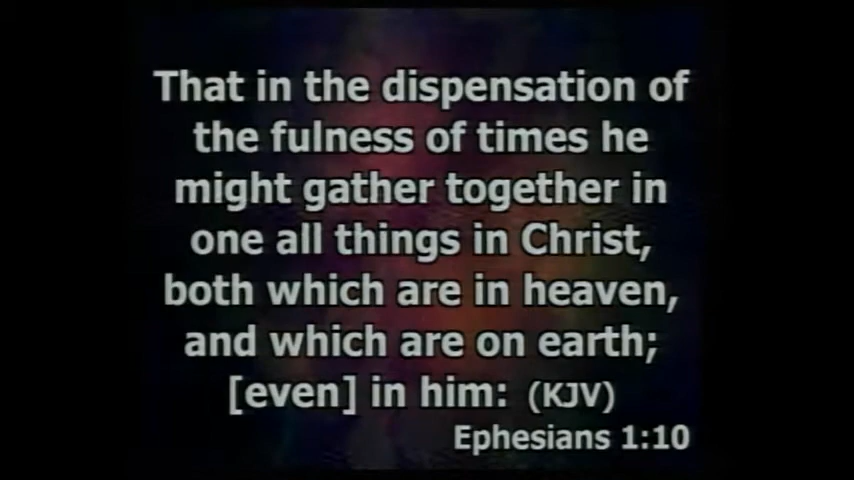 That in the dispensation of
the fulness of times he
might gather together in
one all things in Christ,
both which are in heaven,
and which are on earth;
[even] in him: (KJV)
Ephesians 1:10